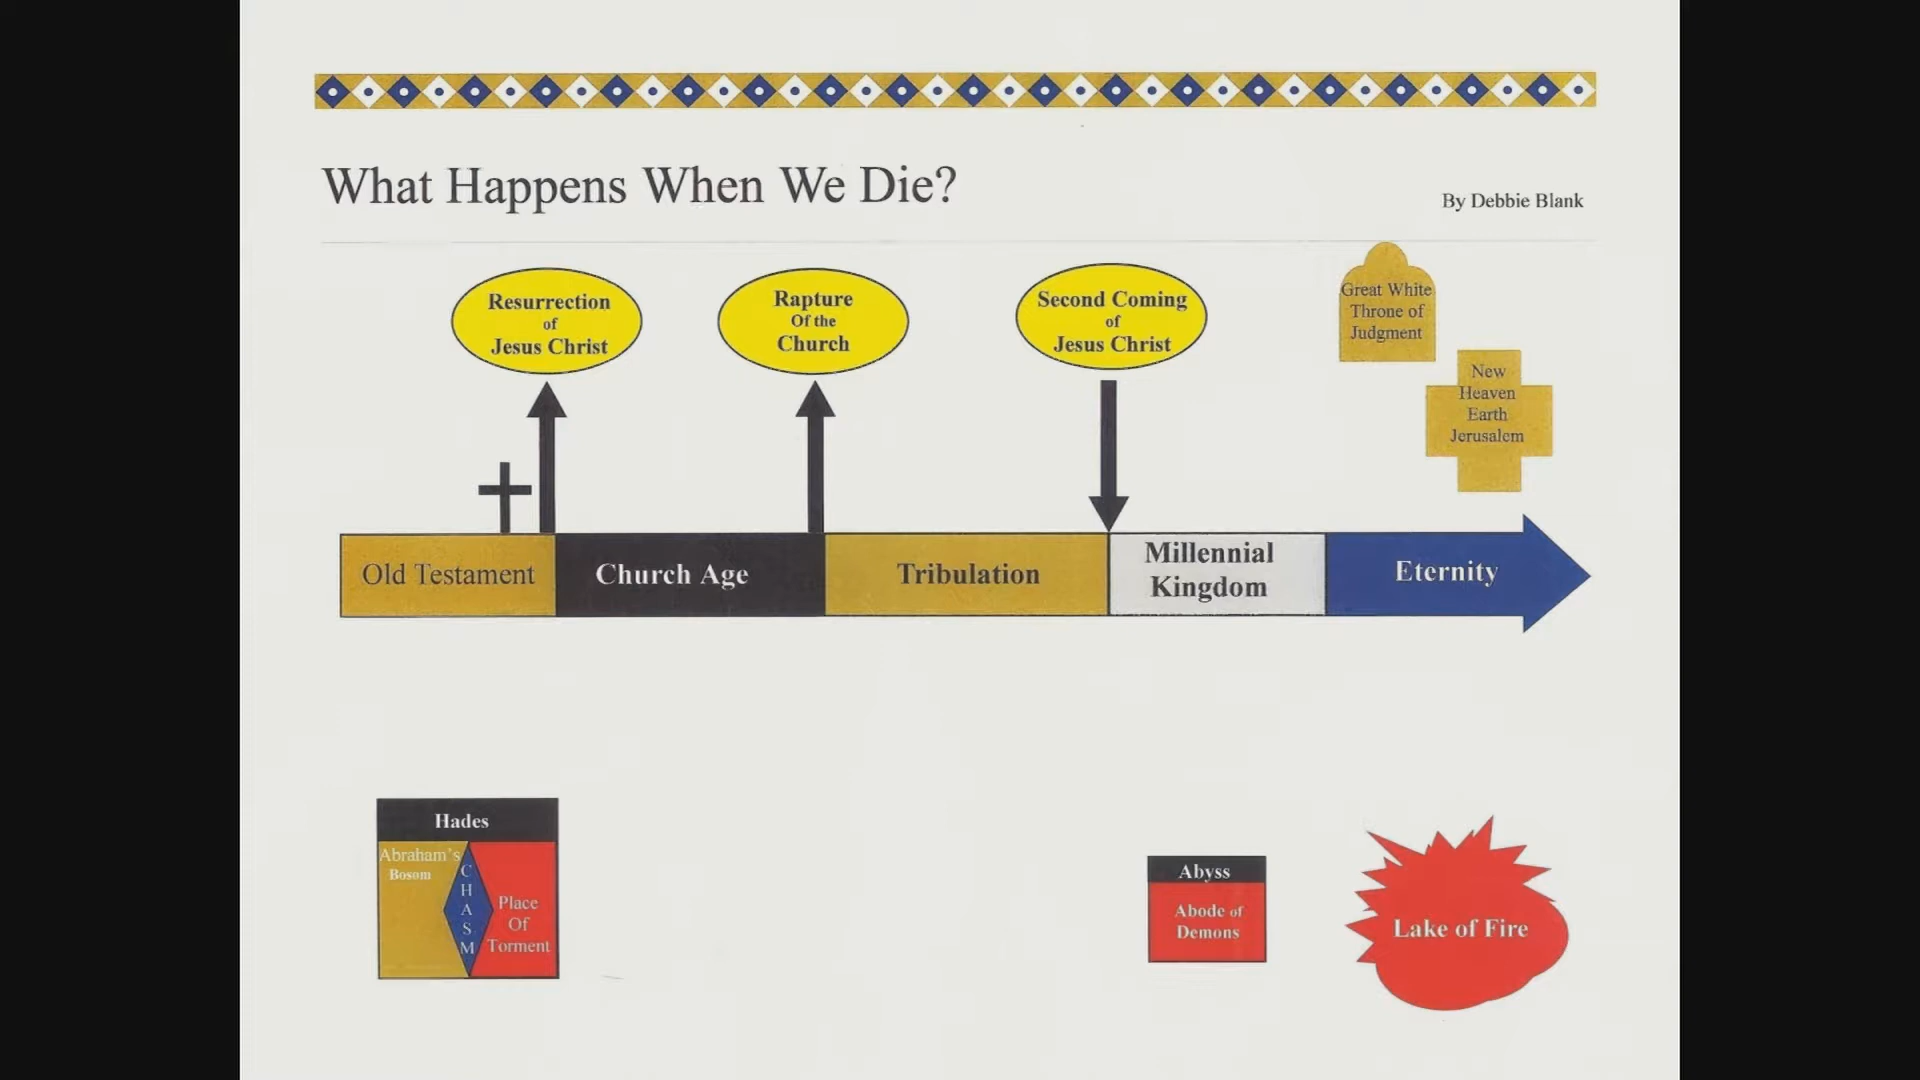 What Happens When We Die?
By Debbie Blank
Resurrection
of
Jesus Christ
Rapture
Of the
Church
Second Coming
of
Jesus Christ
Great White
Throne of
Judgment
New
Heaven
Earth
Jerusalem
Old Testament
Church Age
Tribulation
Millennial
Kingdom
Eternity
Hades
Abraham's
Bosom
C
H
A
S
M
Place
Of
Torment
Abyss
Abode of
Demons
Lake of Fire